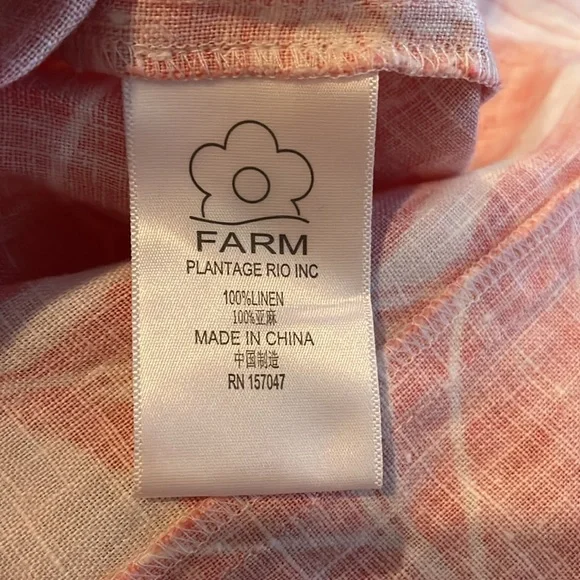 FARM
PLANTAGE RIO INC
100%LINEN
100%亚麻
MADE IN CHINA
中国制造
RN 157047